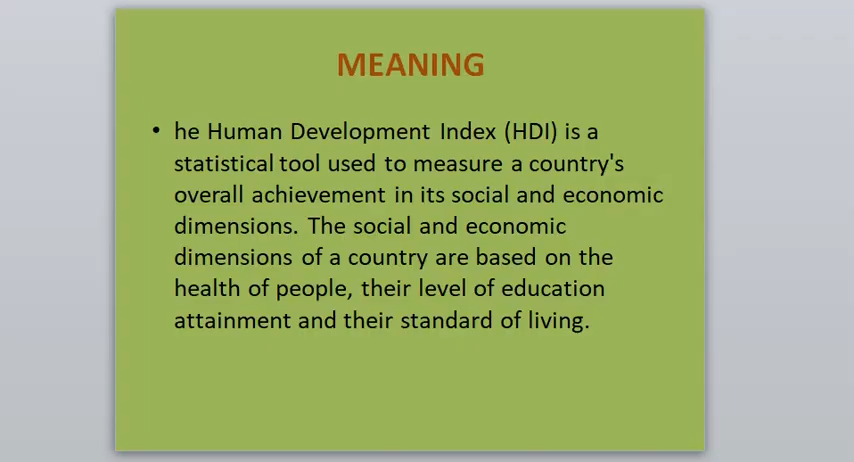 MEANING
• he Human Development Index (HDI) is a
statistical tool used to measure a country's
overall achievement in its social and economic
dimensions. The social and economic
dimensions of a country are based on the
health of people, their level of education
attainment and their standard of living.